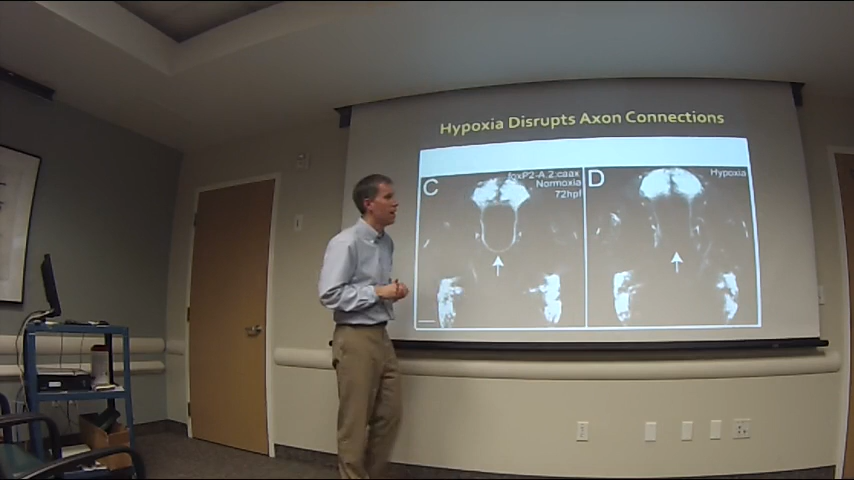 Hypoxia Disrupts Axon Connections
C
foxP2-A.2:caax
Normoxia
72hpf
D
Hypoxia